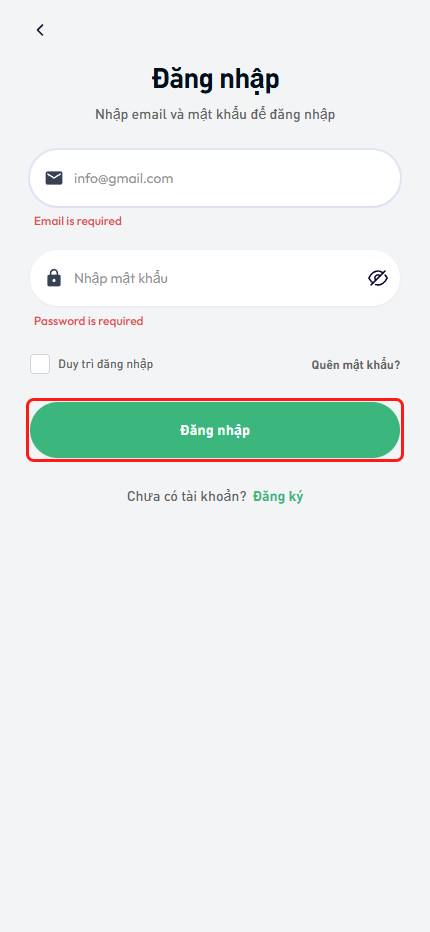 Đăng nhập
Nhập email và mật khẩu để đăng nhập
info@gmail.com
Email is required
Nhập mật khẩu
Password is required
Duy trì đăng nhập
Quên mật khẩu?
Đăng nhập
Chưa có tài khoản? Đăng ký